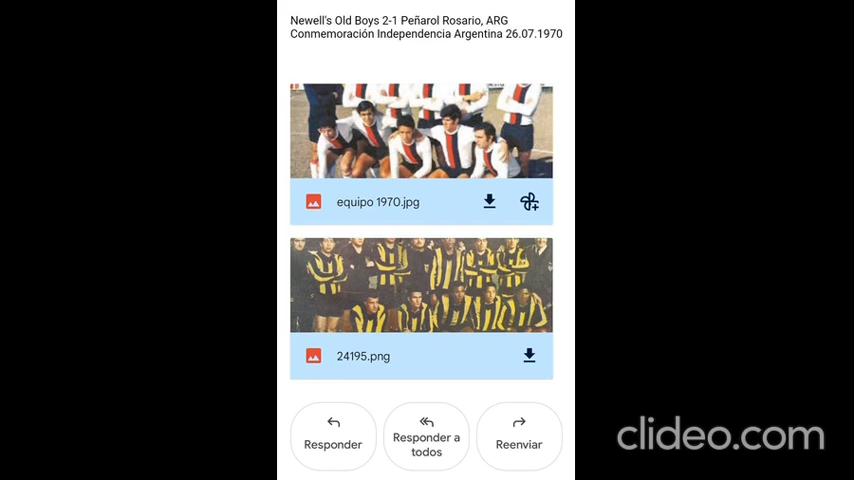 Newell's Old Boys 2-1 Peñarol Rosario, ARG
Conmemoración Independencia Argentina 26.07.1970
equipo 1970.jpg
24195.png
Responder
Responder a
todos
Reenviar
clideo.com